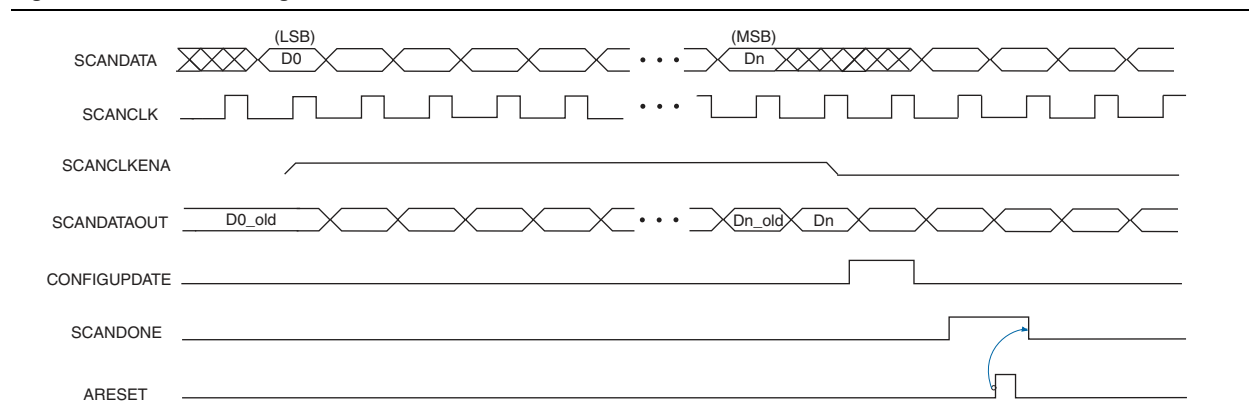 (LSB) (MSB)
SCANDATA D0 Dn
SCANCLK
SCANCLKENA
SCANDATAOUT D0_old Dn_old Dn
CONFIGUPDATE
SCANDONE
ARESET